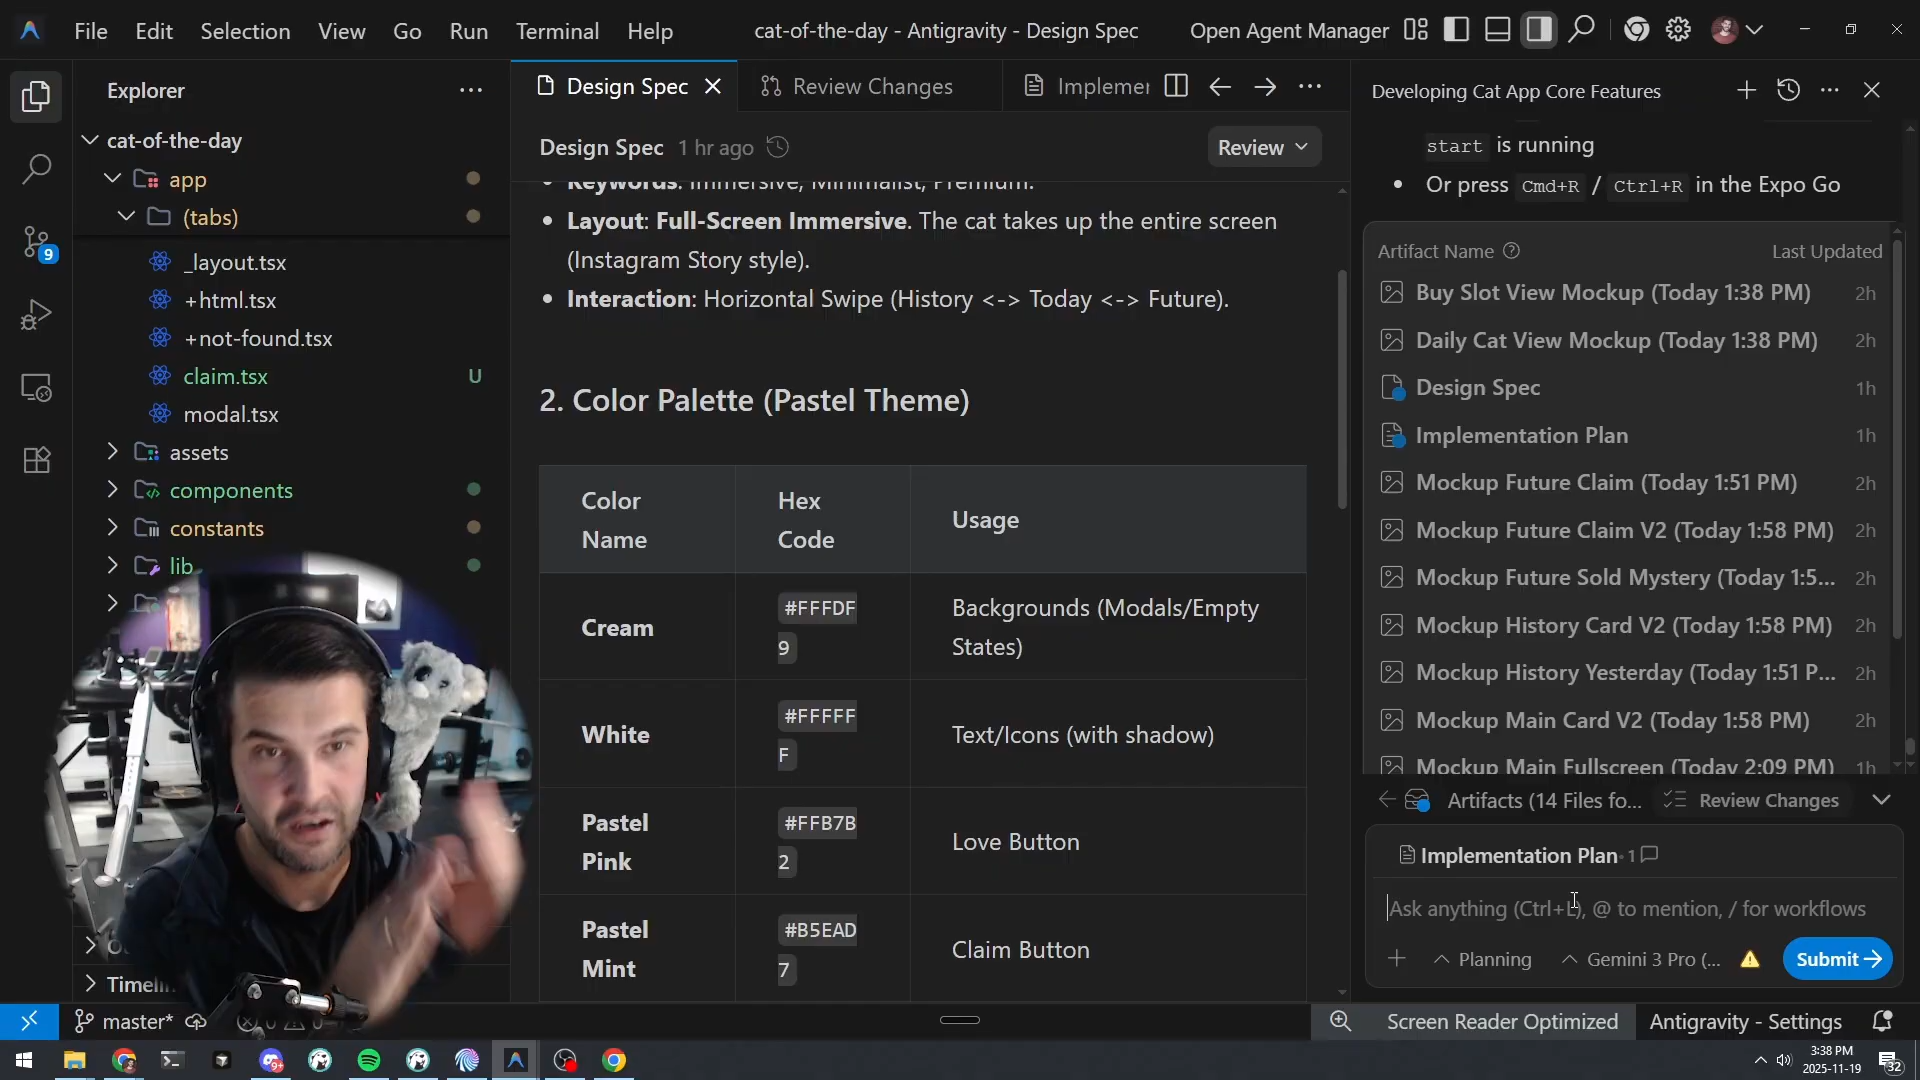 File Edit Selection View Go Run Terminal Help
cat-of-the-day - Antigravity - Design Spec
Open Agent Manager
Explorer
cat-of-the-day
app
(tabs)
_layout.tsx
+html.tsx
+not-found.tsx
claim.tsx U
modal.tsx
assets
components
constants
lib
9
master*
Design Spec
Review Changes
Design Spec 1 hr ago
Review
Keywords: Immersive, Minimalist, Premium.
Layout: Full-Screen Immersive. The cat takes up the entire screen
(Instagram Story style).
Interaction: Horizontal Swipe (History <-> Today <-> Future).
2. Color Palette (Pastel Theme)
Color Name Hex Code Usage
Cream #FFFDF9 Backgrounds (Modals/Empty States)
White #FFFFFF Text/Icons (with shadow)
Pastel Pink #FFB7B2 Love Button
Pastel Mint #B5EAD7 Claim Button
Developing Cat App Core Features
start is running
Or press Cmd+R / Ctrl+R in the Expo Go
Artifact Name Last Updated
Buy Slot View Mockup (Today 1:38 PM) 2h
Daily Cat View Mockup (Today 1:38 PM) 2h
Design Spec 1h
Implementation Plan 1h
Mockup Future Claim (Today 1:51 PM) 2h
Mockup Future Claim V2 (Today 1:58 PM) 2h
Mockup Future Sold Mystery (Today 1:5... 2h
Mockup History Card V2 (Today 1:58 PM) 2h
Mockup History Yesterday (Today 1:51 P... 2h
Mockup Main Card V2 (Today 1:58 PM) 2h
Mockup Main Fullscreen (Today 2:09 PM) 1h
Artifacts (14 Files fo... Review Changes
Implementation Plan 1
Ask anything (Ctrl+L), @ to mention, / for workflows
Planning Gemini 3 Pro (... Submit
Screen Reader Optimized Antigravity - Settings
3:38 PM
2025-11-19
32